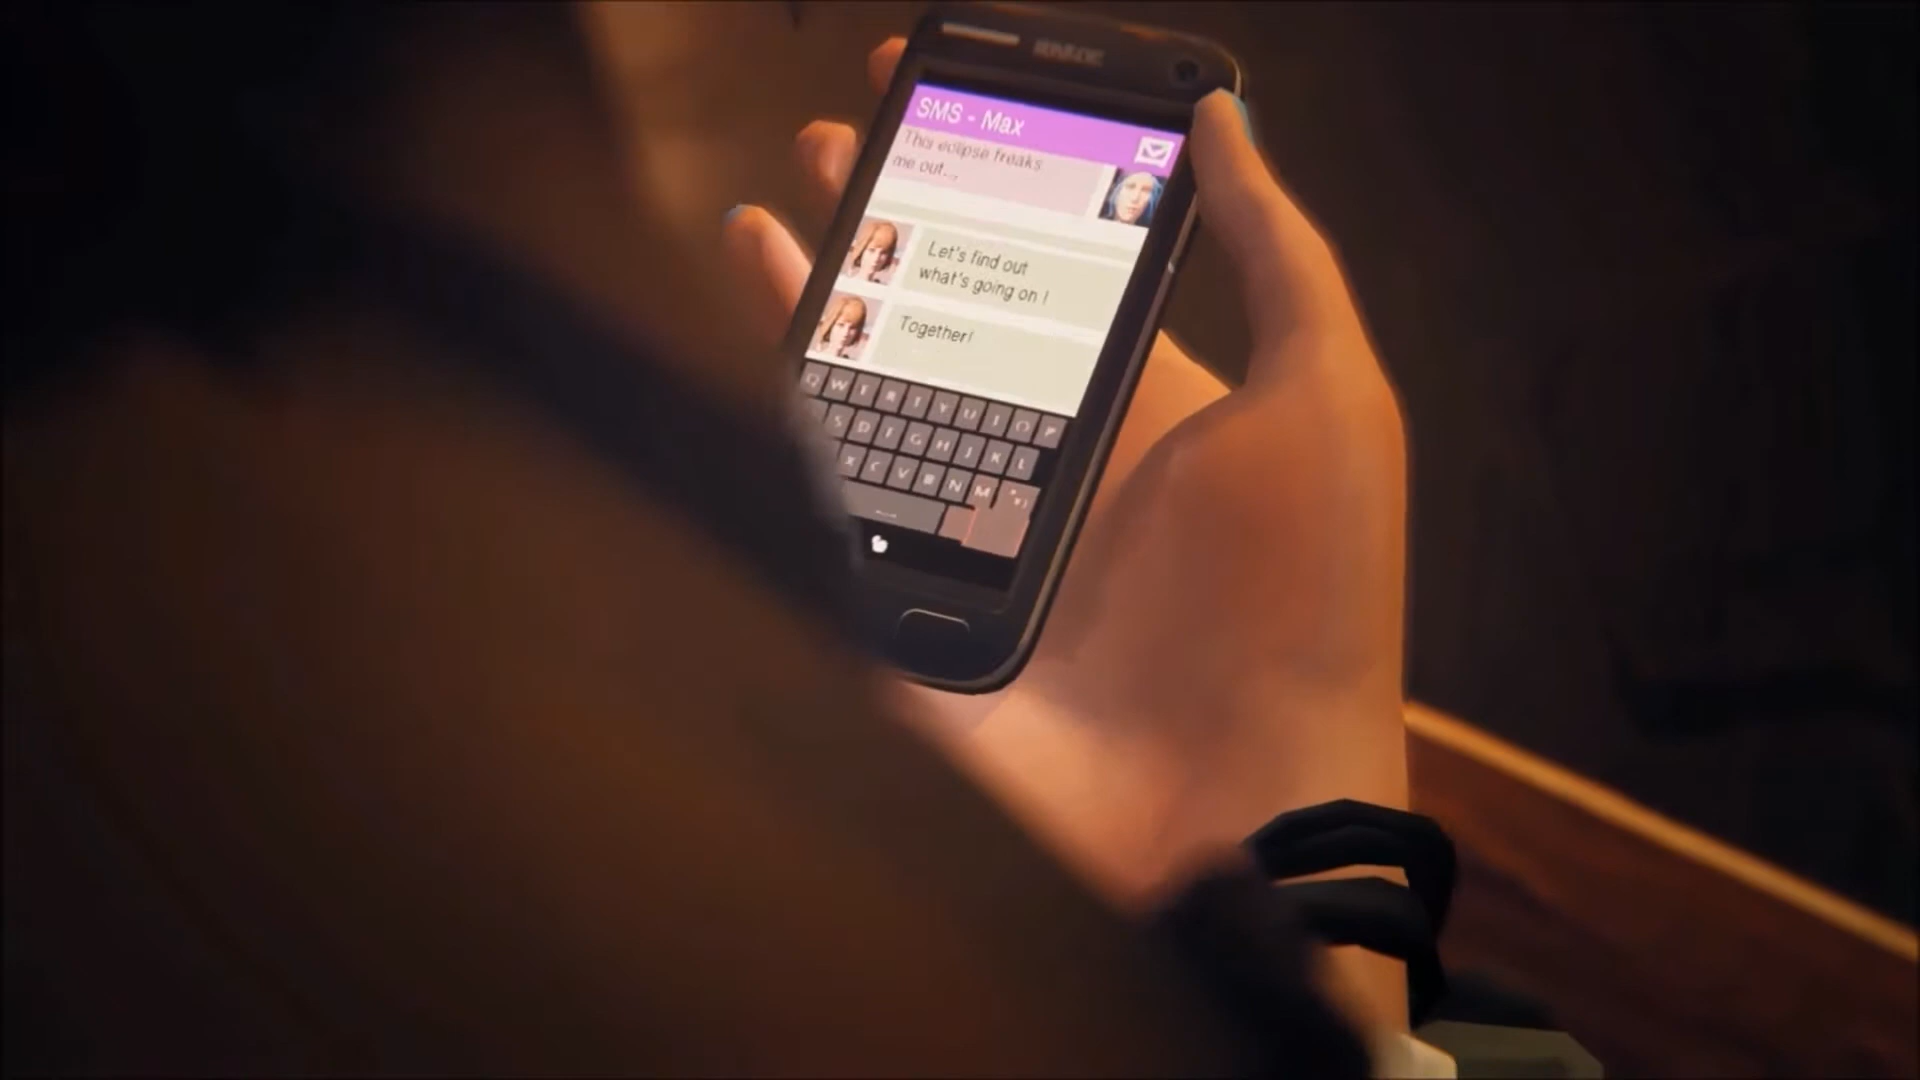 SMS - Max
This eclipse freaks
me out...
Let's find out
what's going on !
Together!
Q W E R T Y U I O P
S D F G H J K L
X C V B N M